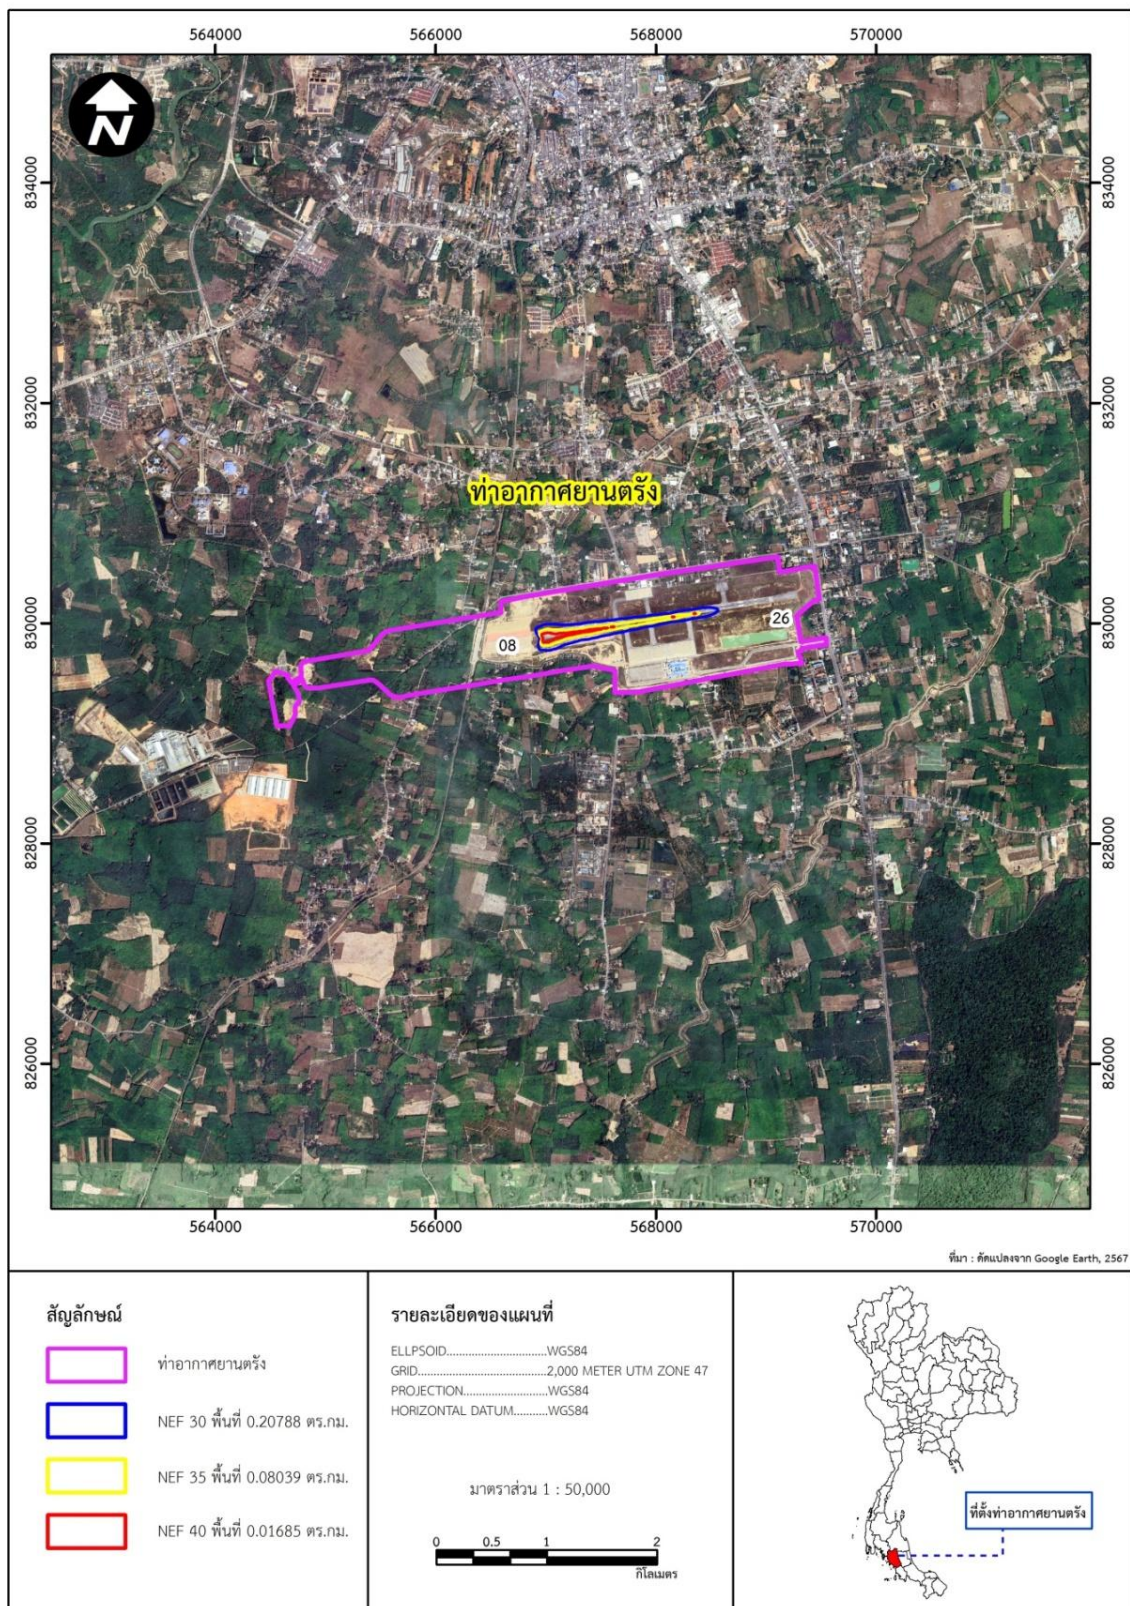 564000 566000 568000 570000
N
834000 834000
832000 832000
ท่าอากาศยานตรัง
830000 830000
08 26
828000 828000
826000 826000
564000 566000 568000 570000
ที่มา : ดัดแปลงจาก Google Earth, 2567
สัญลักษณ์
ท่าอากาศยานตรัง
NEF 30 พื้นที่ 0.20788 ตร.กม.
NEF 35 พื้นที่ 0.08039 ตร.กม.
NEF 40 พื้นที่ 0.01685 ตร.กม.
รายละเอียดของแผนที่
ELLPSOID..............................WGS84
GRID......................................2,000 METER UTM ZONE 47
PROJECTION.........................WGS84
HORIZONTAL DATUM..........WGS84
มาตราส่วน 1 : 50,000
0 0.5 1 2
กิโลเมตร
ที่ตั้งท่าอากาศยานตรัง